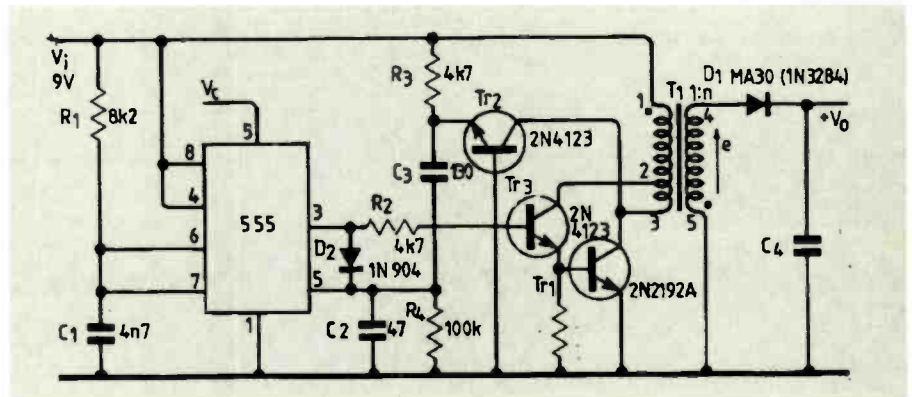 Vi
9V
R1
8k2
VC
5
8
4
6
7
555
3
5
1
C1
4n7
D2
1N 904
R2
4k7
C2
47
R3
4k7
C3
130
R4
100k
Tr2
2N4123
Tr3
2N
4123
Tr1
2N2192A
T1 1:n
1
2
3
4
5
e
D1 MA30 (1N3284)
+Vo
C4